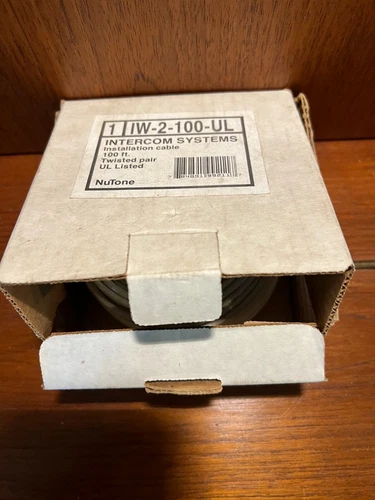 1 IW-2-100-UL
INTERCOM SYSTEMS
Installation cable
100 ft.
Twisted pair
UL Listed
NuTone